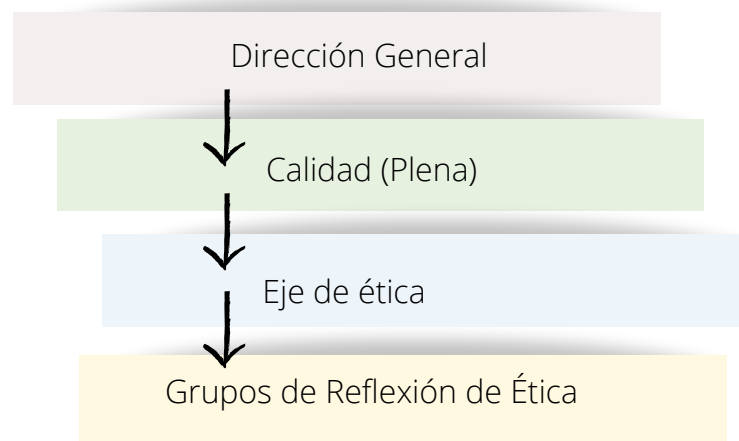 Dirección General
Calidad (Plena)
Eje de ética
Grupos de Reflexión de Ética